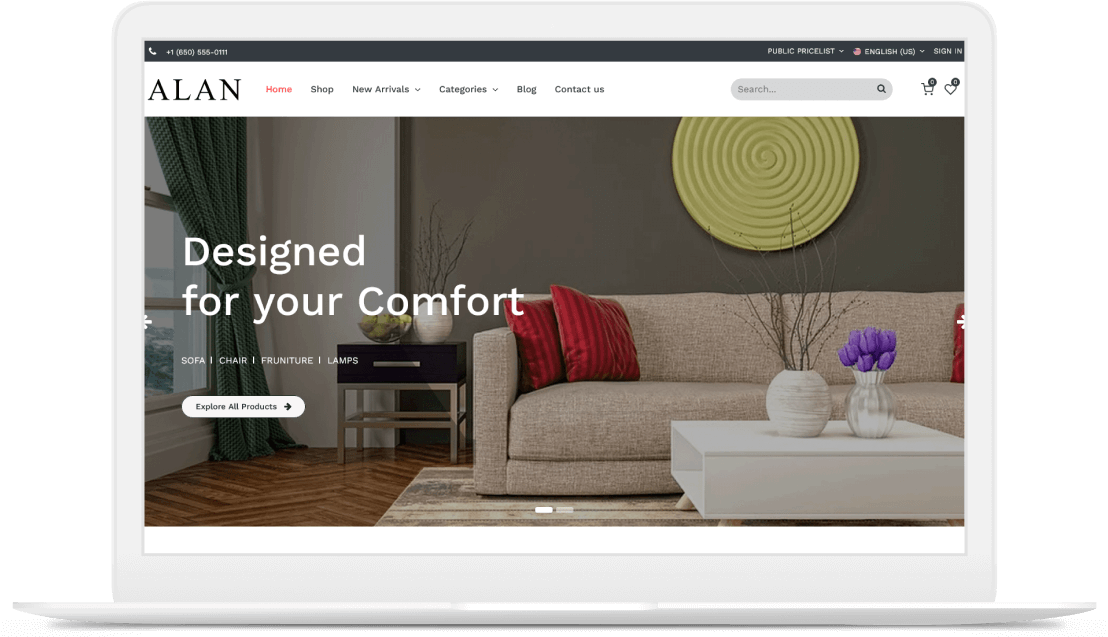 +1 (650) 555-0111
PUBLIC PRICELIST ENGLISH (US) SIGN IN
ALAN
Home Shop New Arrivals Categories Blog Contact us
Search...
0 0
Designed
for your Comfort
SOFA | CHAIR | FRUNITURE | LAMPS
Explore All Products